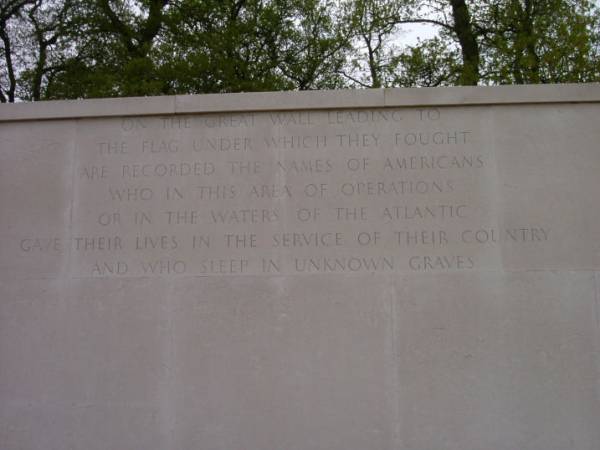 ON THE GREAT WALL LEADING TO
THE FLAG UNDER WHICH THEY FOUGHT
ARE RECORDED THE NAMES OF AMERICANS
WHO IN THIS AREA OF OPERATIONS
OR IN THE WATERS OF THE ATLANTIC
GAVE THEIR LIVES IN THE SERVICE OF THEIR COUNTRY
AND WHO SLEEP IN UNKNOWN GRAVES